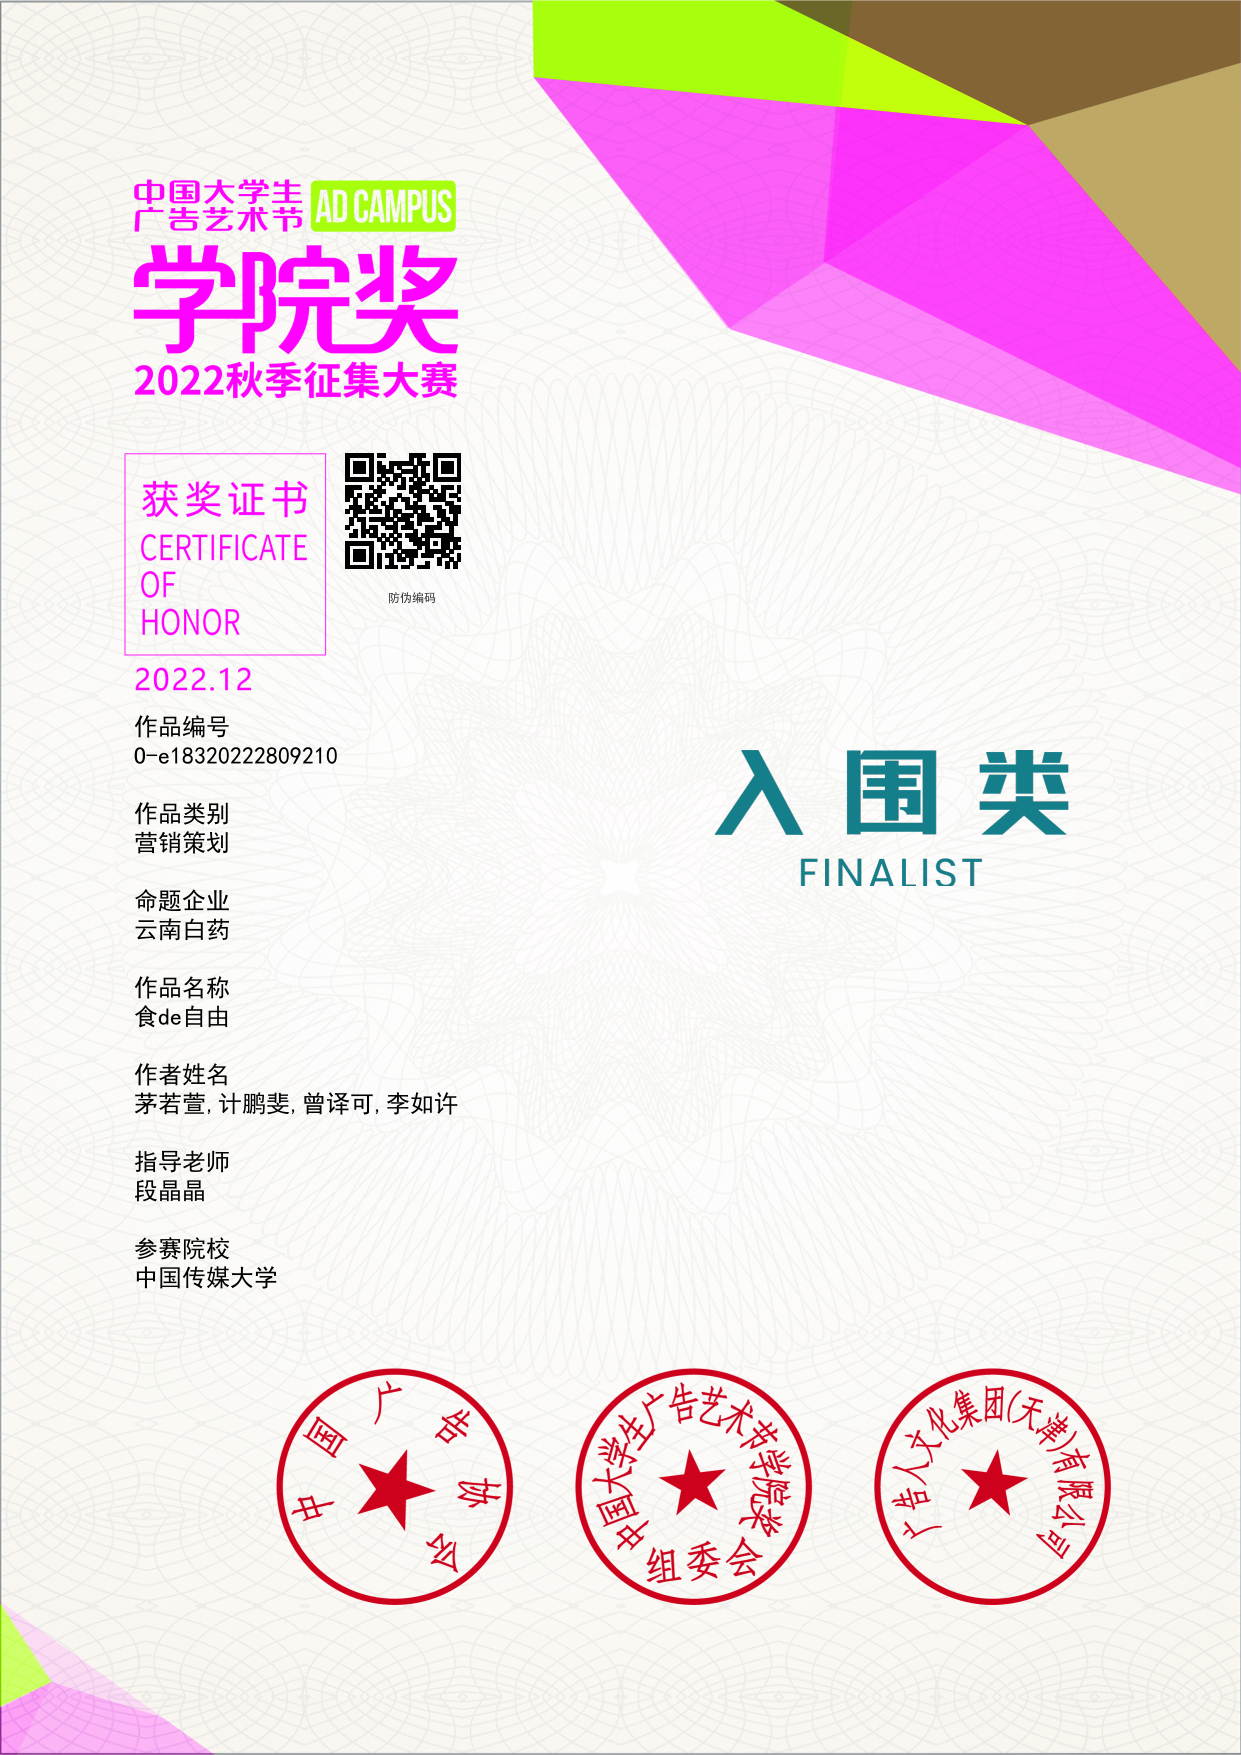 中国大学生
广告艺术节
AD CAMPUS
学院奖
2022秋季征集大赛
获奖证书
CERTIFICATE
OF
HONOR
防伪编码
2022.12
作品编号
0-e18320222809210
作品类别
营销策划
命题企业
云南白药
作品名称
食de自由
作者姓名
茅若萱,计鹏斐,曾译可,李如许
指导老师
段晶晶
参赛院校
中国传媒大学
入围类
FINALIST
中国广告协会
中国大学生广告艺术节学院奖
组委会
广告人文化集团(天津)有限公司